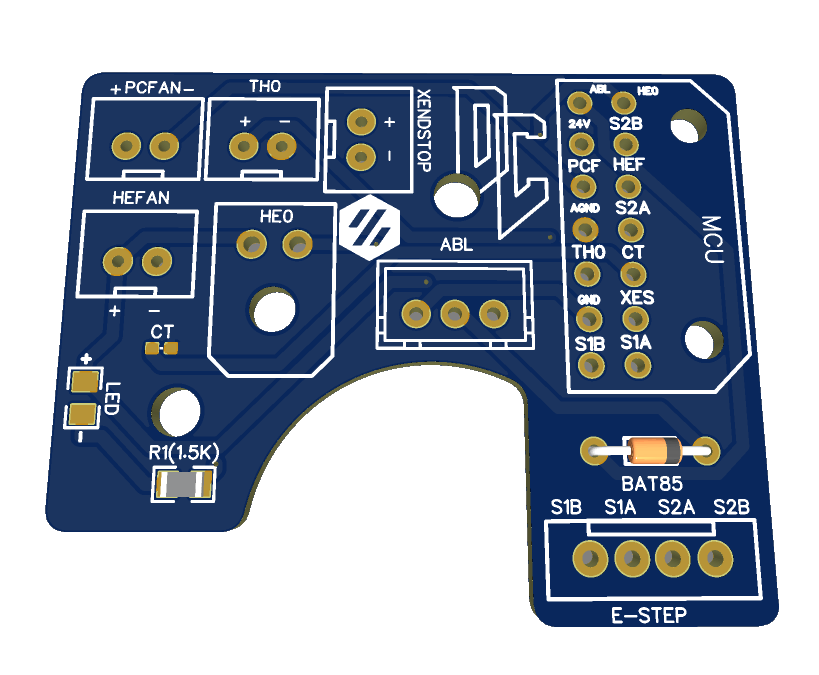 +PCFAN-
TH0
+ -
XENDSTOP
+
-
HEFAN
+ -
HE0
ABL
CT
+
LED
-
R1(1.5K)
ABL HE0
24V S2B
PCF HEF
AGND S2A
TH0 CT
GND XES
S1B S1A
MCU
BAT85
S1B S1A S2A S2B
E-STEP